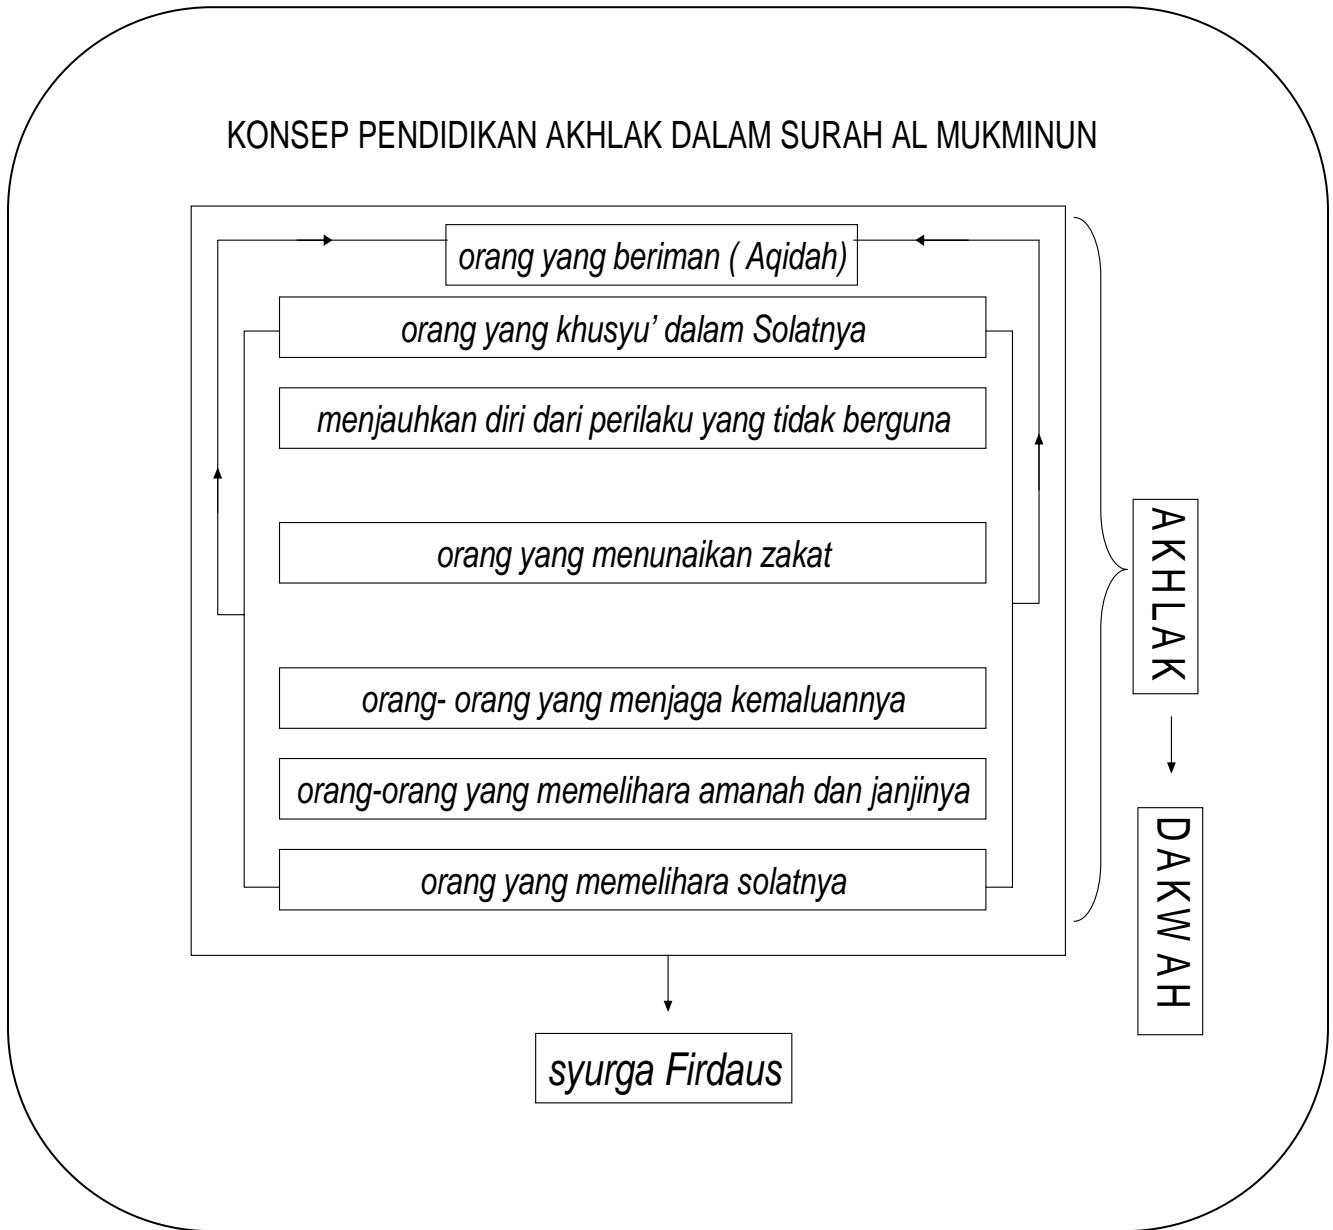 KONSEP PENDIDIKAN AKHLAK DALAM SURAH AL MUKMINUN
orang yang beriman ( Aqidah)
orang yang khusyu’ dalam Solatnya
menjauhkan diri dari perilaku yang tidak berguna
orang yang menunaikan zakat
orang- orang yang menjaga kemaluannya
orang-orang yang memelihara amanah dan janjinya
orang yang memelihara solatnya
syurga Firdaus
AKHLAK
DAKWAH